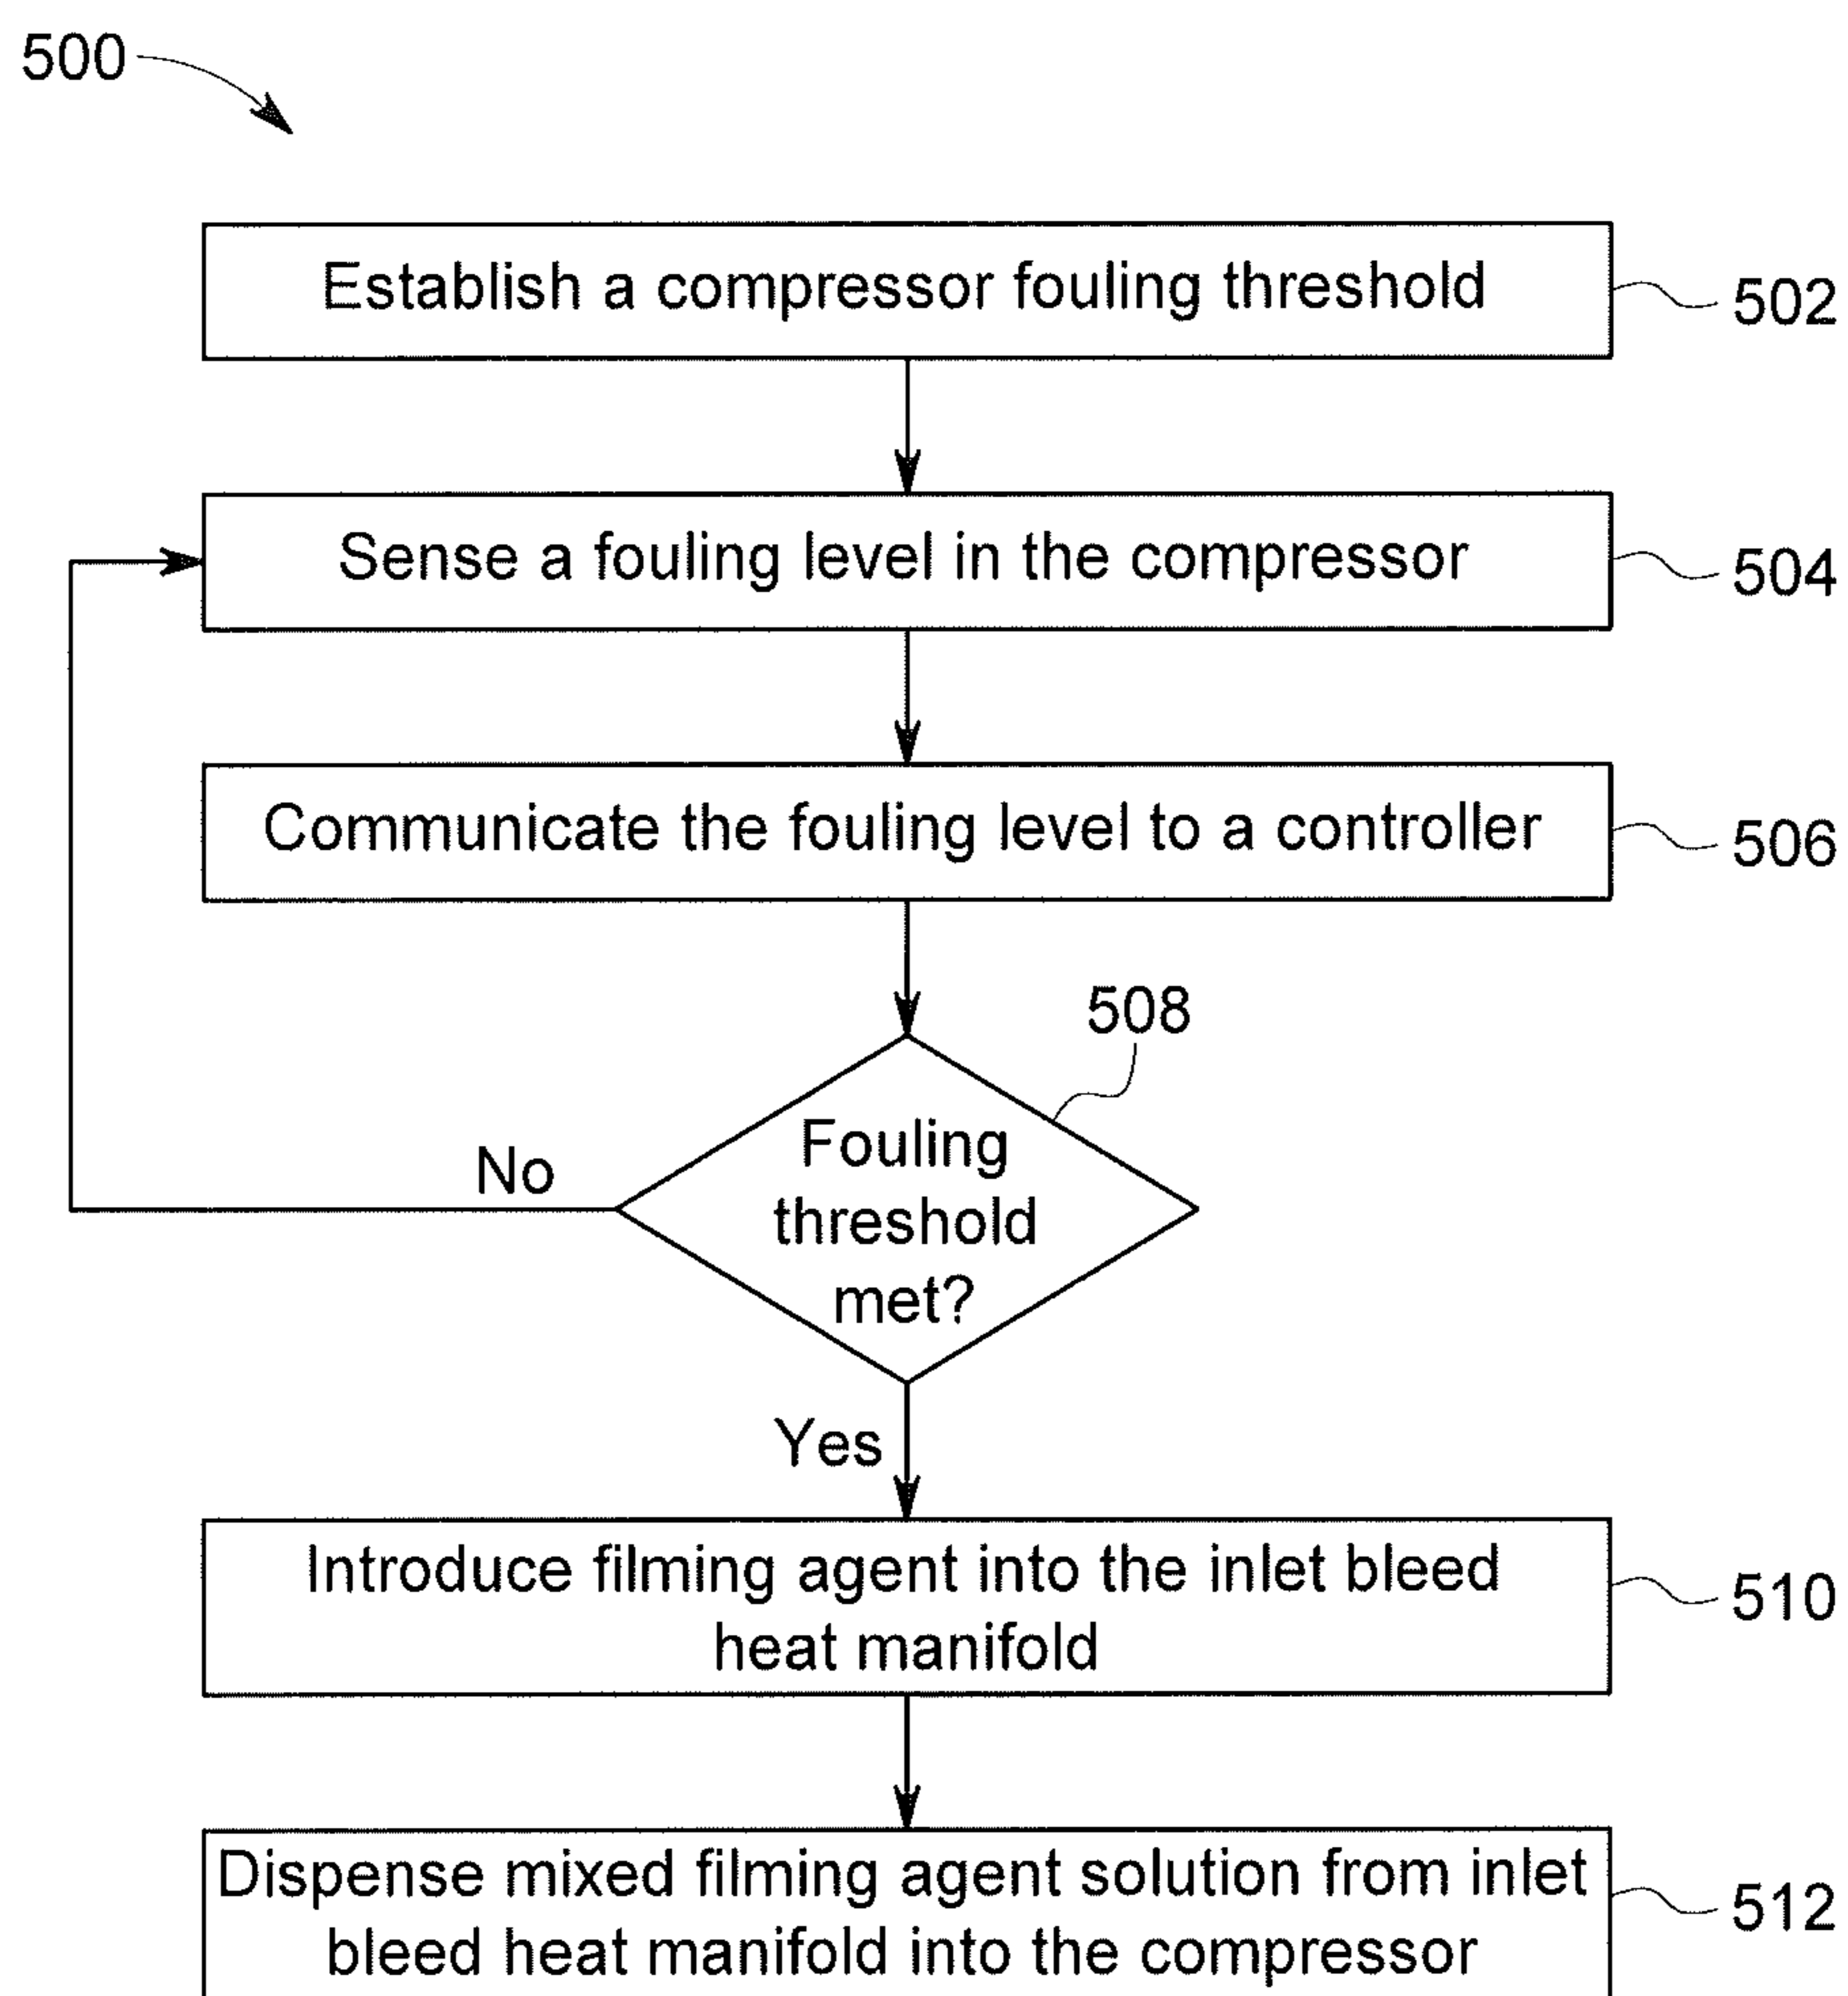 500
Establish a compressor fouling threshold
502
Sense a fouling level in the compressor
504
Communicate the fouling level to a controller
506
508
Fouling
threshold
met?
No
Yes
Introduce filming agent into the inlet bleed
heat manifold
510
Dispense mixed filming agent solution from inlet
bleed heat manifold into the compressor
512